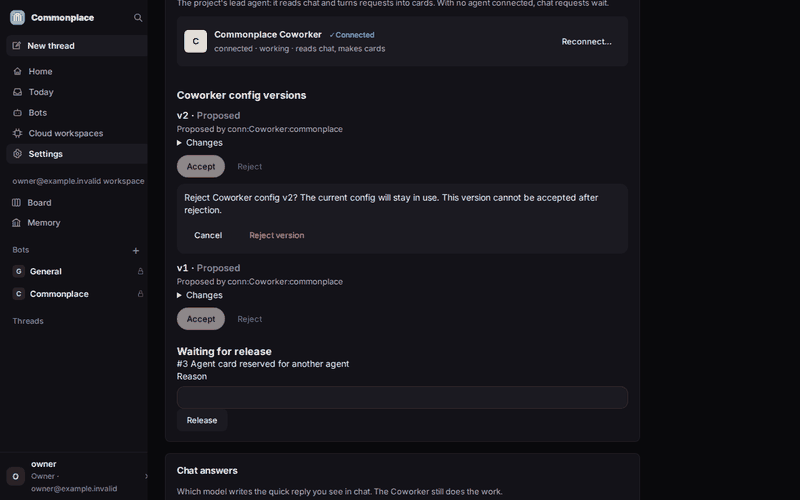 Commonplace
New thread
Home
Today
Bots
Cloud workspaces
Settings
owner@example.invalid workspace
Board
Memory
Bots
G General
C Commonplace
Threads
O
owner
Owner ·
owner@example.invalid
The project's lead agent: it reads chat and turns requests into cards. With no agent connected, chat requests wait.
C
Commonplace Coworker ✓Connected
connected · working · reads chat, makes cards
Reconnect...
Coworker config versions
v2 · Proposed
Proposed by conn:Coworker:commonplace
Changes
Accept Reject
Reject Coworker config v2? The current config will stay in use. This version cannot be accepted after
rejection.
Cancel Reject version
v1 · Proposed
Proposed by conn:Coworker:commonplace
Changes
Accept Reject
Waiting for release
#3 Agent card reserved for another agent
Reason
Release
Chat answers
Which model writes the quick reply you see in chat. The Coworker still does the work.